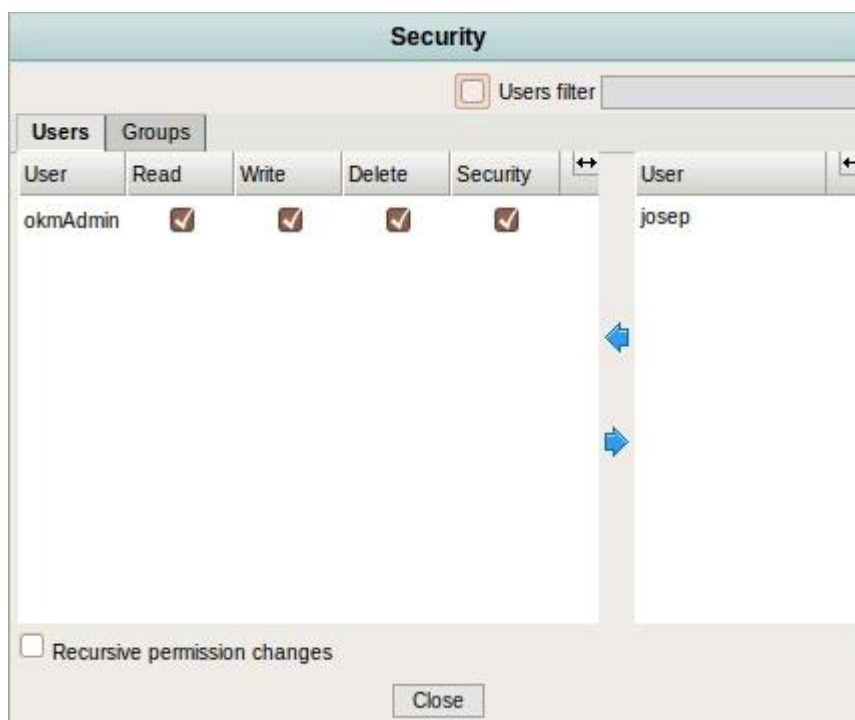 Security
Users filter
Users Groups
User Read Write Delete Security User
okmAdmin josep
Recursive permission changes
Close